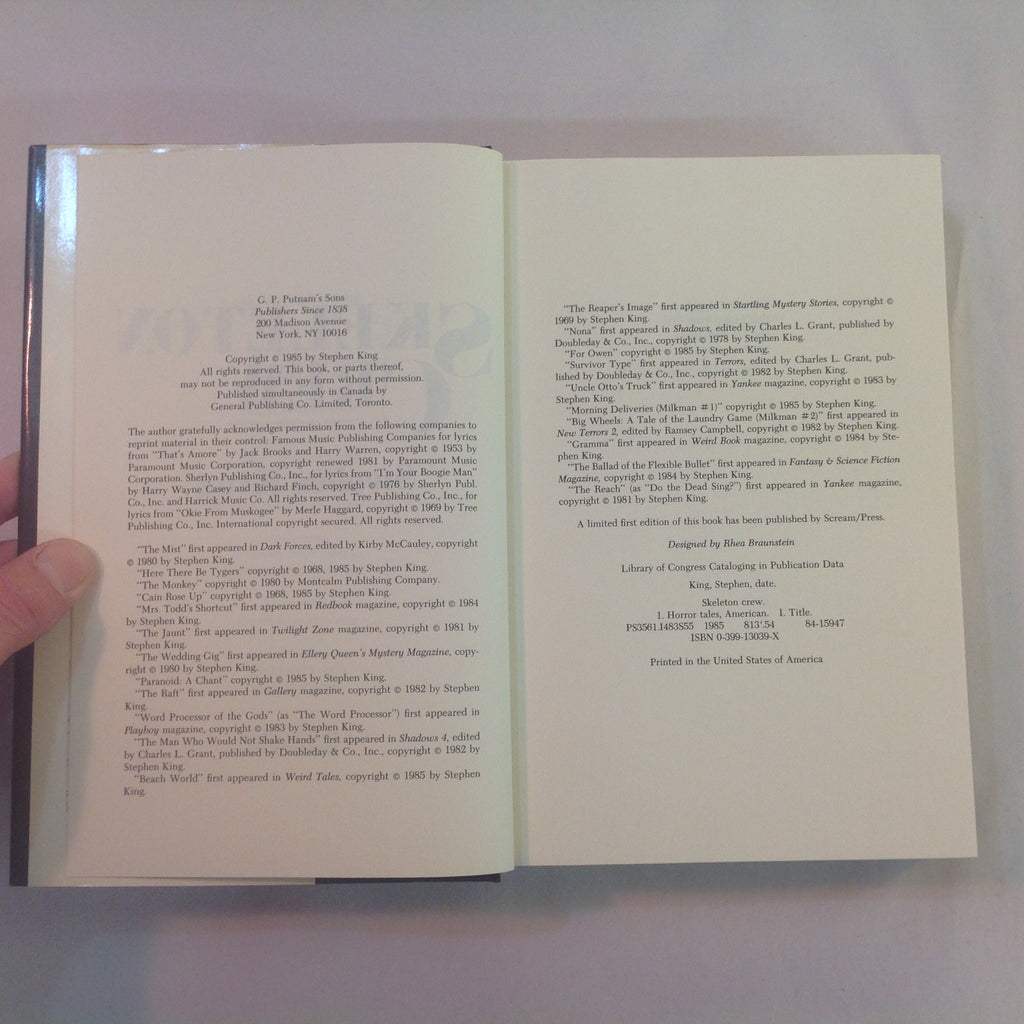 G. P. Putnam's Sons
Publishers Since 1838
200 Madison Avenue
New York, NY 10016
Copyright © 1985 by Stephen King
All rights reserved. This book, or parts thereof,
may not be reproduced in any form without permission.
Published simultaneously in Canada by
General Publishing Co. Limited, Toronto.
The author gratefully acknowledges permission from the following companies to
reprint material in their control: Famous Music Publishing Companies for lyrics
from "That's Amore" by Jack Brooks and Harry Warren, copyright © 1953 by
Paramount Music Corporation, copyright renewed 1981 by Paramount Music
Corporation. Sherlyn Publishing Co., Inc., for lyrics from "I'm Your Boogie Man"
by Harry Wayne Casey and Richard Finch, copyright © 1976 by Sherlyn Publ.
Co., Inc. and Harrick Music Co. All rights reserved. Tree Publishing Co., Inc., for
lyrics from "Okie From Muskogee" by Merle Haggard, copyright © 1969 by Tree
Publishing Co., Inc. International copyright secured. All rights reserved.
"The Mist" first appeared in Dark Forces, edited by Kirby McCauley, copyright
© 1980 by Stephen King.
"Here There Be Tygers" copyright © 1968, 1985 by Stephen King.
"The Monkey" copyright © 1980 by Montcalm Publishing Company.
"Cain Rose Up" copyright © 1968, 1985 by Stephen King.
"Mrs. Todd's Shortcut" first appeared in Redbook magazine, copyright © 1984
by Stephen King.
"The Jaunt" first appeared in Twilight Zone magazine, copyright © 1981 by
Stephen King.
"The Wedding Gig" first appeared in Ellery Queen's Mystery Magazine, copy-
right © 1980 by Stephen King.
"Paranoid: A Chant" copyright © 1985 by Stephen King.
"The Raft" first appeared in Gallery magazine, copyright © 1982 by Stephen
King.
"Word Processor of the Gods" (as "The Word Processor") first appeared in
Playboy magazine, copyright © 1983 by Stephen King.
"The Man Who Would Not Shake Hands" first appeared in Shadows 4, edited
by Charles L. Grant, published by Doubleday & Co., Inc., copyright © 1982 by
Stephen King.
"Beach World" first appeared in Weird Tales, copyright © 1985 by Stephen
King.
"The Reaper's Image" first appeared in Startling Mystery Stories, copyright ©
1969 by Stephen King.
"Nona" first appeared in Shadows, edited by Charles L. Grant, published by
Doubleday & Co., Inc., copyright © 1978 by Stephen King.
"For Owen" copyright © 1985 by Stephen King.
"Survivor Type" first appeared in Terrors, edited by Charles L. Grant, pub-
lished by Doubleday & Co., Inc., copyright © 1982 by Stephen King.
"Uncle Otto's Truck" first appeared in Yankee magazine, copyright © 1983 by
Stephen King.
"Morning Deliveries (Milkman #1)" copyright © 1985 by Stephen King.
"Big Wheels: A Tale of the Laundry Game (Milkman #2)" first appeared in
New Terrors 2, edited by Ramsey Campbell, copyright © 1982 by Stephen King.
"Gramma" first appeared in Weird Book magazine, copyright © 1984 by Ste-
phen King.
"The Ballad of the Flexible Bullet" first appeared in Fantasy & Science Fiction
Magazine, copyright © 1984 by Stephen King.
"The Reach" (as "Do the Dead Sing?") first appeared in Yankee magazine,
copyright © 1981 by Stephen King.
A limited first edition of this book has been published by Scream/Press.
Designed by Rhea Braunstein
Library of Congress Cataloging in Publication Data
King, Stephen, date.
Skeleton crew.
1. Horror tales, American. I. Title.
PS3561.I483S55 1985 813'.54 84-15947
ISBN 0-399-13039-X
Printed in the United States of America